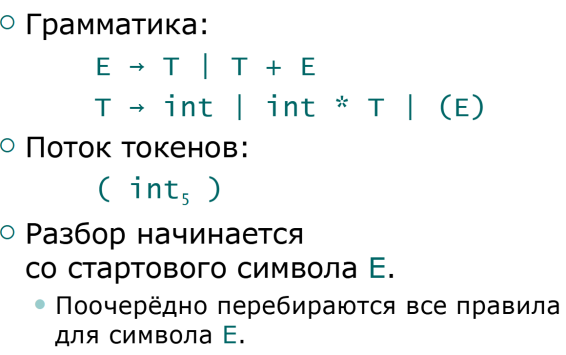 ○ Грамматика:
E → T | T + E
T → int | int * T | (E)
○ Поток токенов:
( int₅ )
○ Разбор начинается
со стартового символа E.
• Поочерёдно перебираются все правила
для символа E.